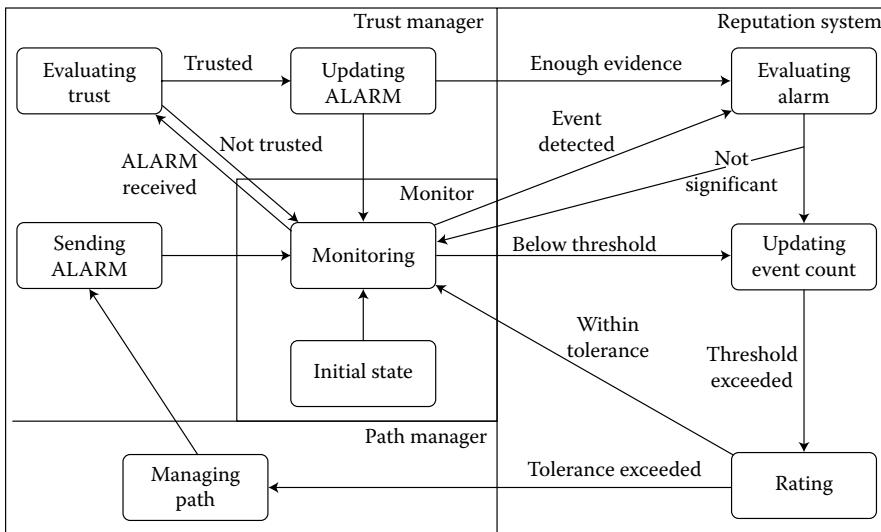 Trust manager
Reputation system
Evaluating
trust
Trusted
Updating
ALARM
Enough evidence
Evaluating
alarm
Event
detected
Not trusted
ALARM
received
Not
significant
Monitor
Sending
ALARM
Monitoring
Below threshold
Updating
event count
Within
tolerance
Initial state
Threshold
exceeded
Path manager
Managing
path
Tolerance exceeded
Rating